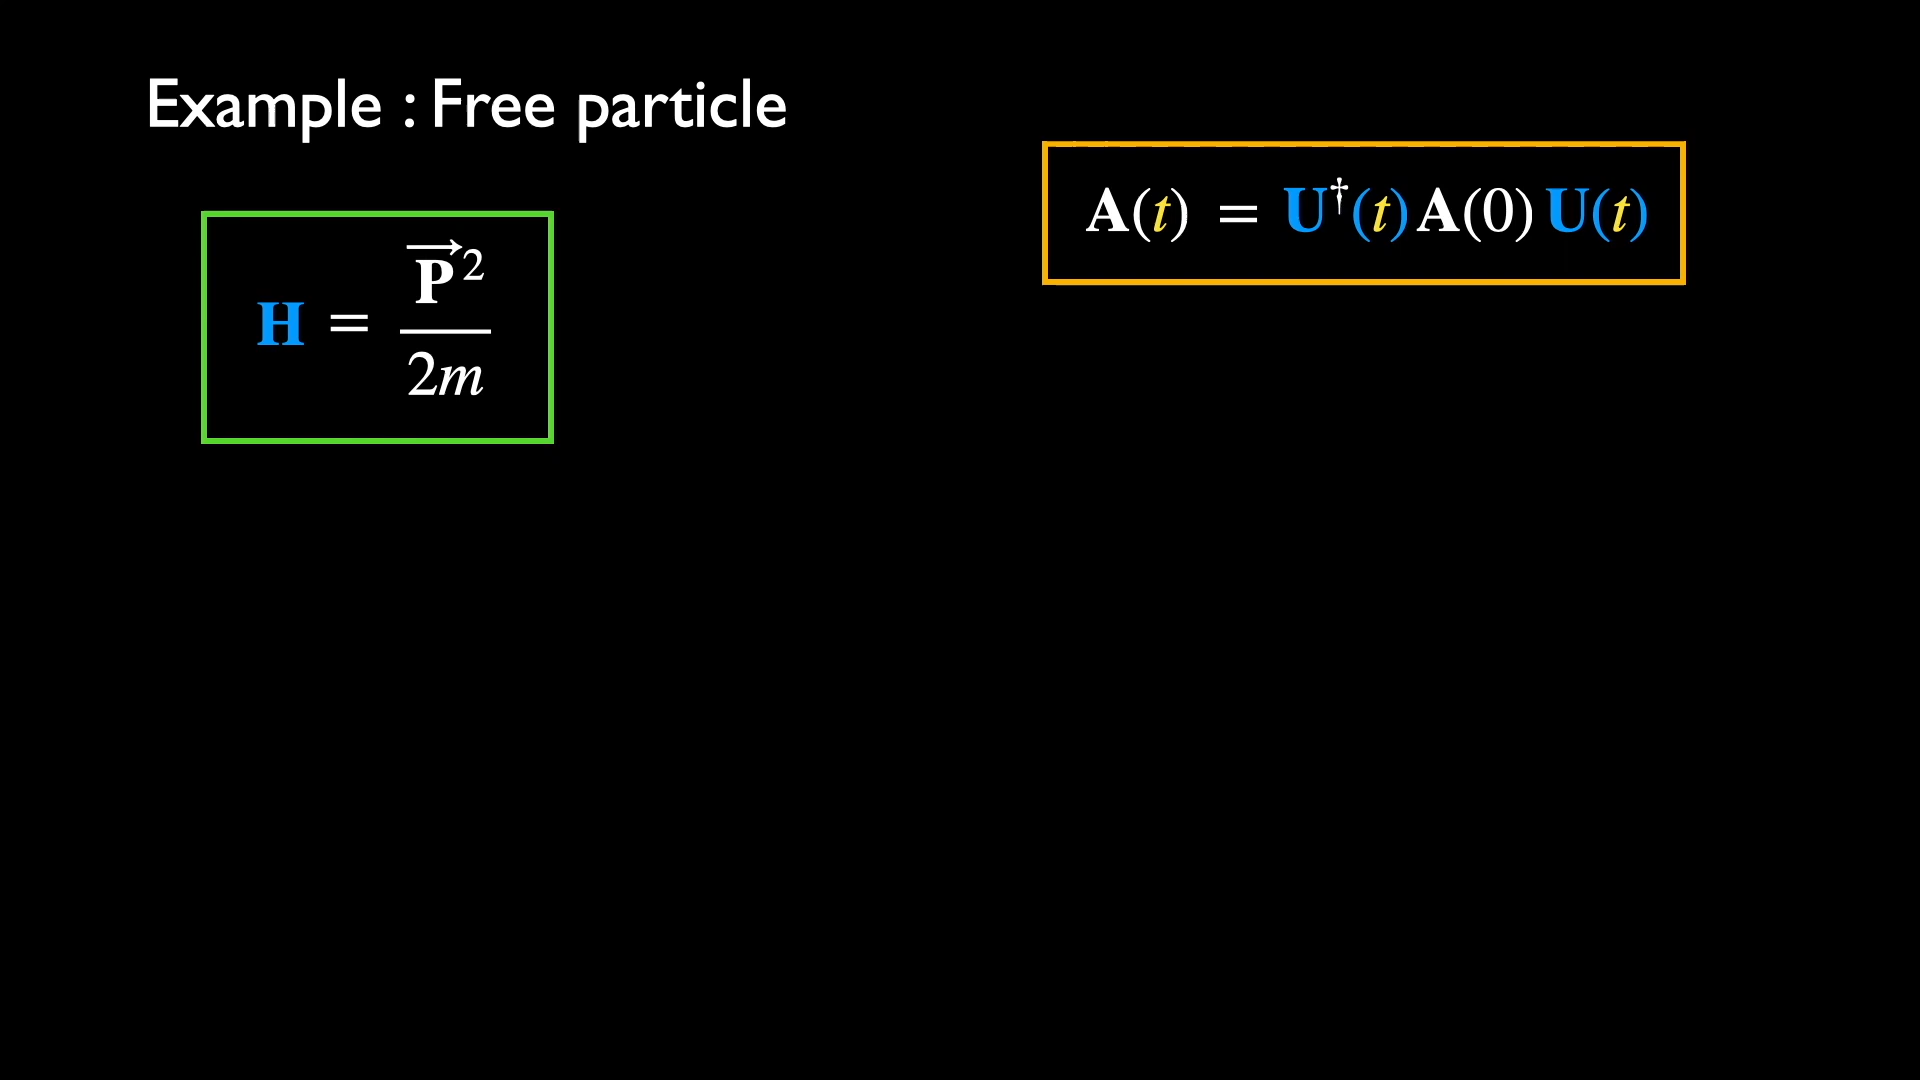 Example : Free particle
A(t) = U†(t) A(0) U(t)
H = P⃗² / 2m